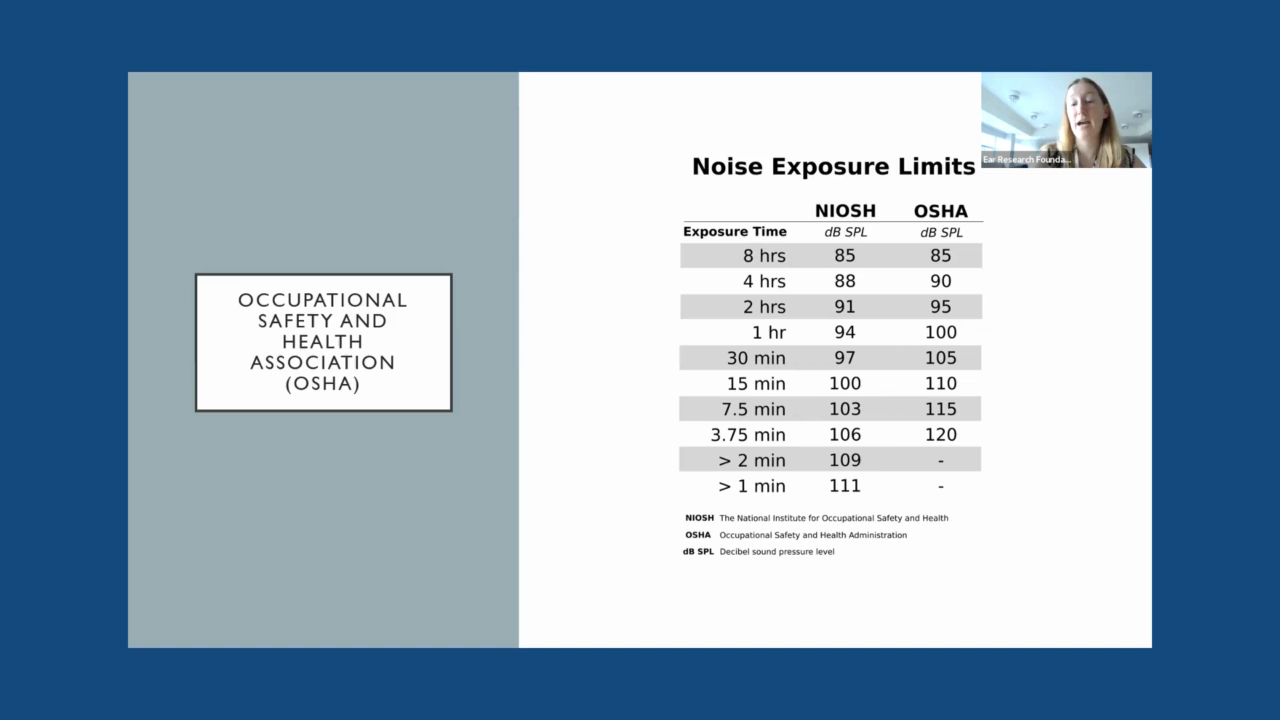 OCCUPATIONAL
SAFETY AND
HEALTH
ASSOCIATION
(OSHA)
Noise Exposure Limits
NIOSH OSHA
Exposure Time dB SPL dB SPL
8 hrs 85 85
4 hrs 88 90
2 hrs 91 95
1 hr 94 100
30 min 97 105
15 min 100 110
7.5 min 103 115
3.75 min 106 120
> 2 min 109 -
> 1 min 111 -
NIOSH The National Institute for Occupational Safety and Health
OSHA Occupational Safety and Health Administration
dB SPL Decibel sound pressure level
Ear Research Founda...